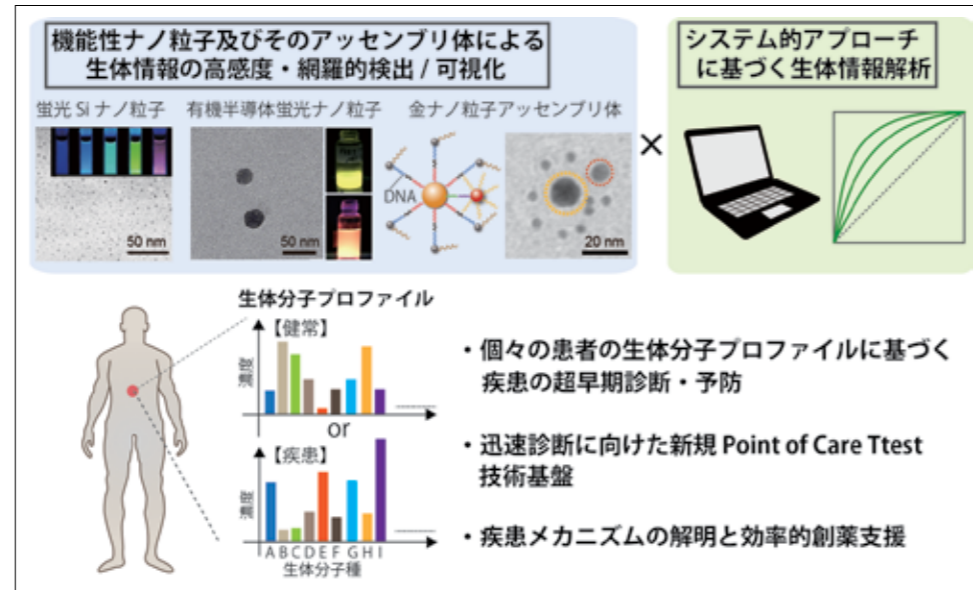 機能性ナノ粒子及びそのアッセンブリ体による
生体情報の高感度・網羅的検出 / 可視化
システム的アプローチ
に基づく生体情報解析
蛍光 Si ナノ粒子
有機半導体蛍光ナノ粒子
金ナノ粒子アッセンブリ体
×
DNA
S
S
50 nm
50 nm
20 nm
生体分子プロファイル
【健常】
濃度
or
【疾患】
濃度
A B C D E F G H I
生体分子種
・個々の患者の生体分子プロファイルに基づく
疾患の超早期診断・予防
・迅速診断に向けた新規 Point of Care Ttest
技術基盤
・疾患メカニズムの解明と効率的創薬支援